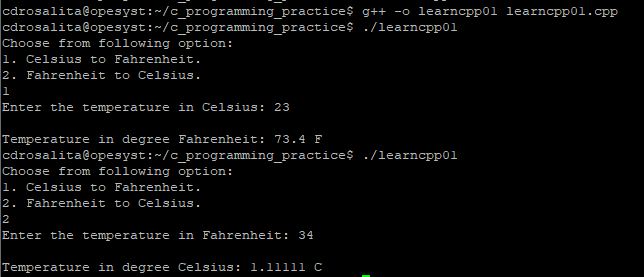 cdrosalita@opesyst:~/c_programming_practice$ g++ -o learncpp01 learncpp01.cpp
cdrosalita@opesyst:~/c_programming_practice$ ./learncpp01
Choose from following option:
1. Celsius to Fahrenheit.
2. Fahrenheit to Celsius.
1
Enter the temperature in Celsius: 23
Temperature in degree Fahrenheit: 73.4 F
cdrosalita@opesyst:~/c_programming_practice$ ./learncpp01
Choose from following option:
1. Celsius to Fahrenheit.
2. Fahrenheit to Celsius.
2
Enter the temperature in Fahrenheit: 34
Temperature in degree Celsius: 1.11111 C